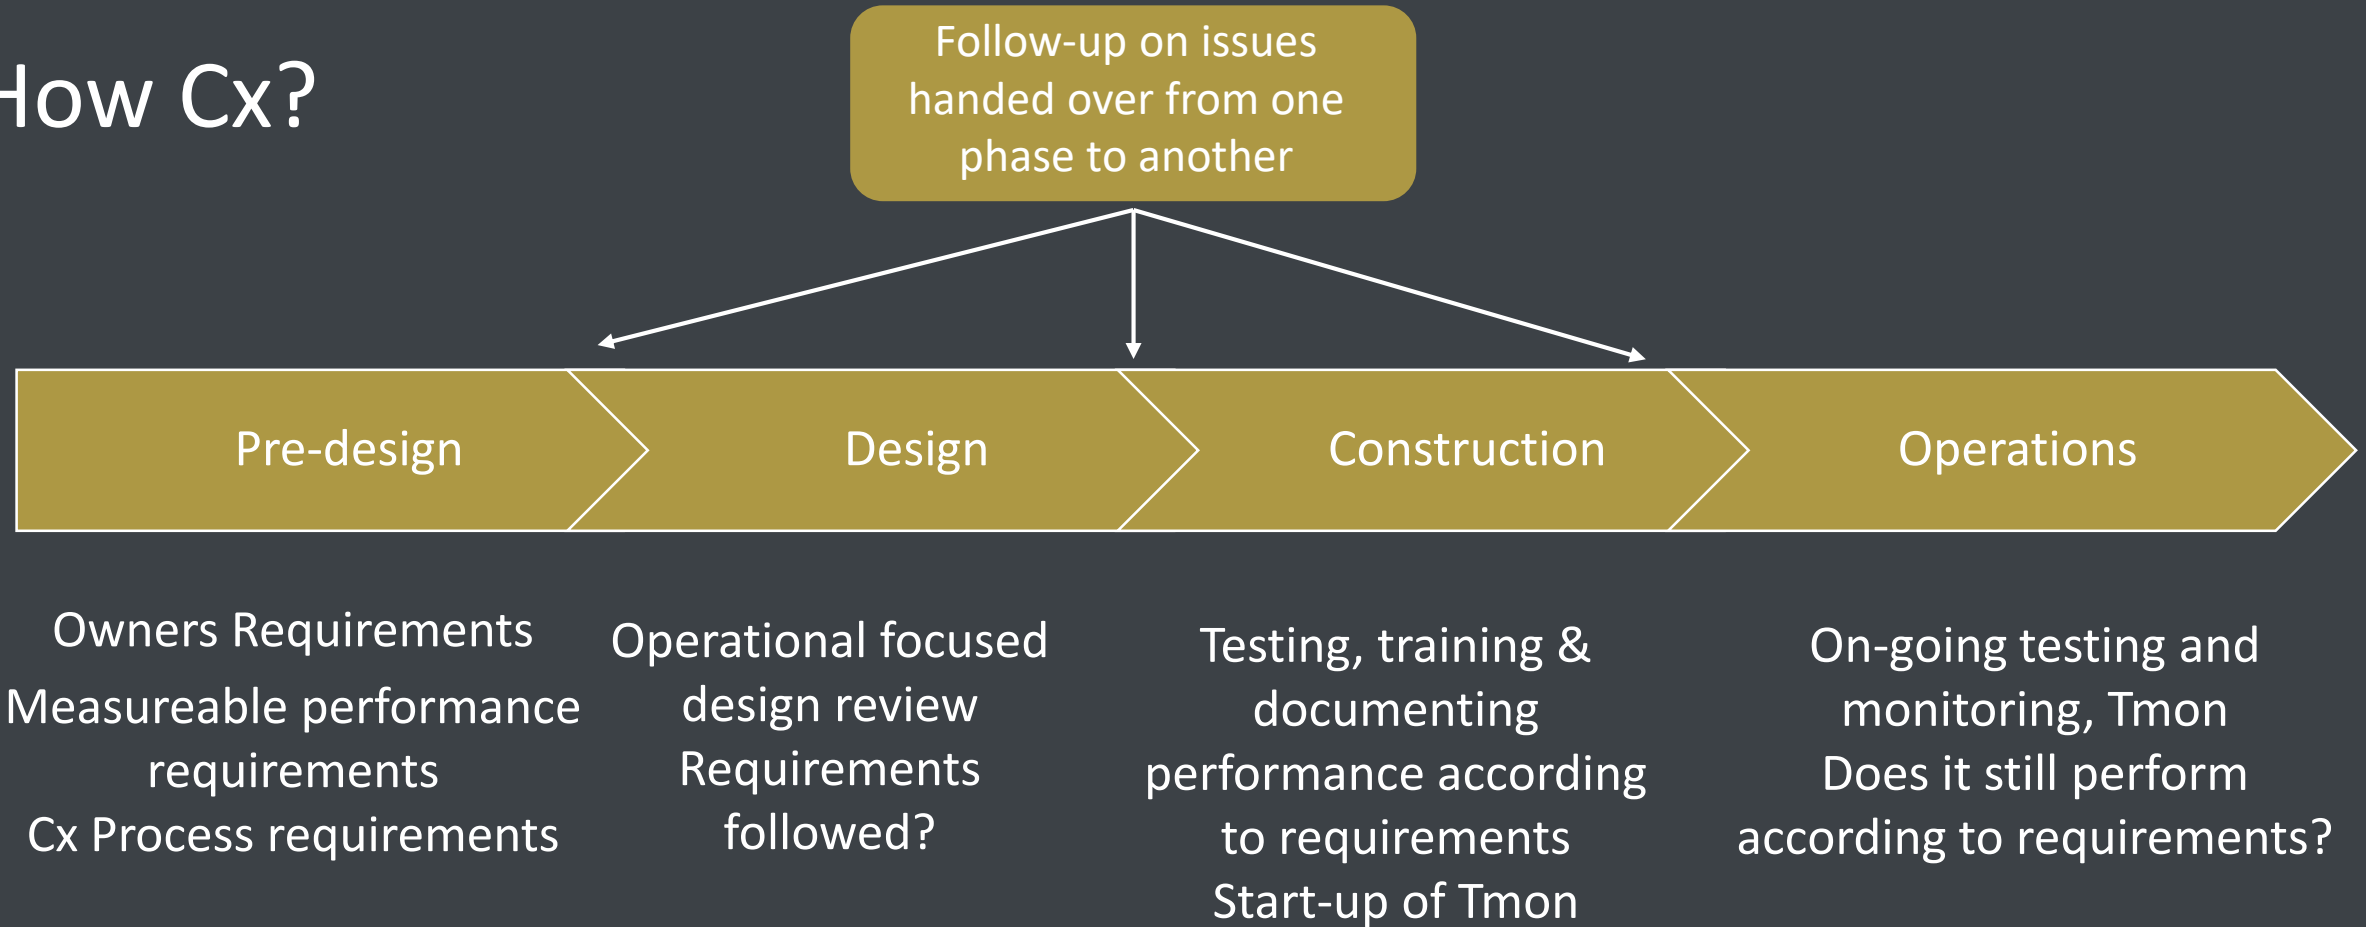 How Cx?
Follow-up on issues
handed over from one
phase to another
Pre-design
Design
Construction
Operations
Owners Requirements
Measureable performance
requirements
Cx Process requirements
Operational focused
design review
Requirements
followed?
Testing, training &
documenting
performance according
to requirements
Start-up of Tmon
On-going testing and
monitoring, Tmon
Does it still perform
according to requirements?